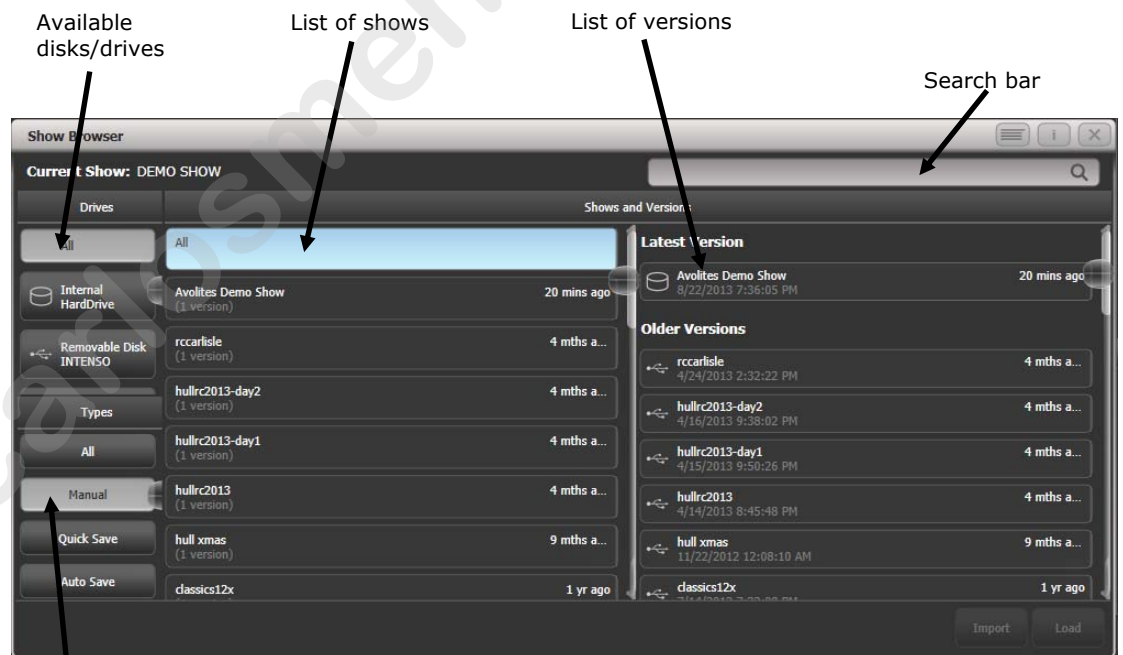 Available
disks/drives
List of shows
List of versions
Search bar
Show Browser
Current Show: DEMO SHOW
Drives
Shows and Versions
All
Internal
HardDrive
Removable Disk
INTENSO
Types
All
Manual
Quick Save
Auto Save
All
Avolites Demo Show 20 mins ago
(1 version)
rccarlisle 4 mths a...
(1 version)
hullrc2013-day2 4 mths a...
(1 version)
hullrc2013-day1 4 mths a...
(1 version)
hullrc2013 4 mths a...
(1 version)
hull xmas 9 mths a...
(1 version)
classics12x 1 yr ago
Latest Version
Avolites Demo Show 20 mins ago
8/22/2013 7:36:05 PM
Older Versions
rccarlisle 4 mths a...
4/24/2013 2:32:22 PM
hullrc2013-day2 4 mths a...
4/16/2013 9:38:02 PM
hullrc2013-day1 4 mths a...
4/15/2013 9:50:26 PM
hullrc2013 4 mths a...
4/14/2013 8:45:48 PM
hull xmas 9 mths a...
11/22/2012 12:08:10 AM
classics12x 1 yr ago
Import Load